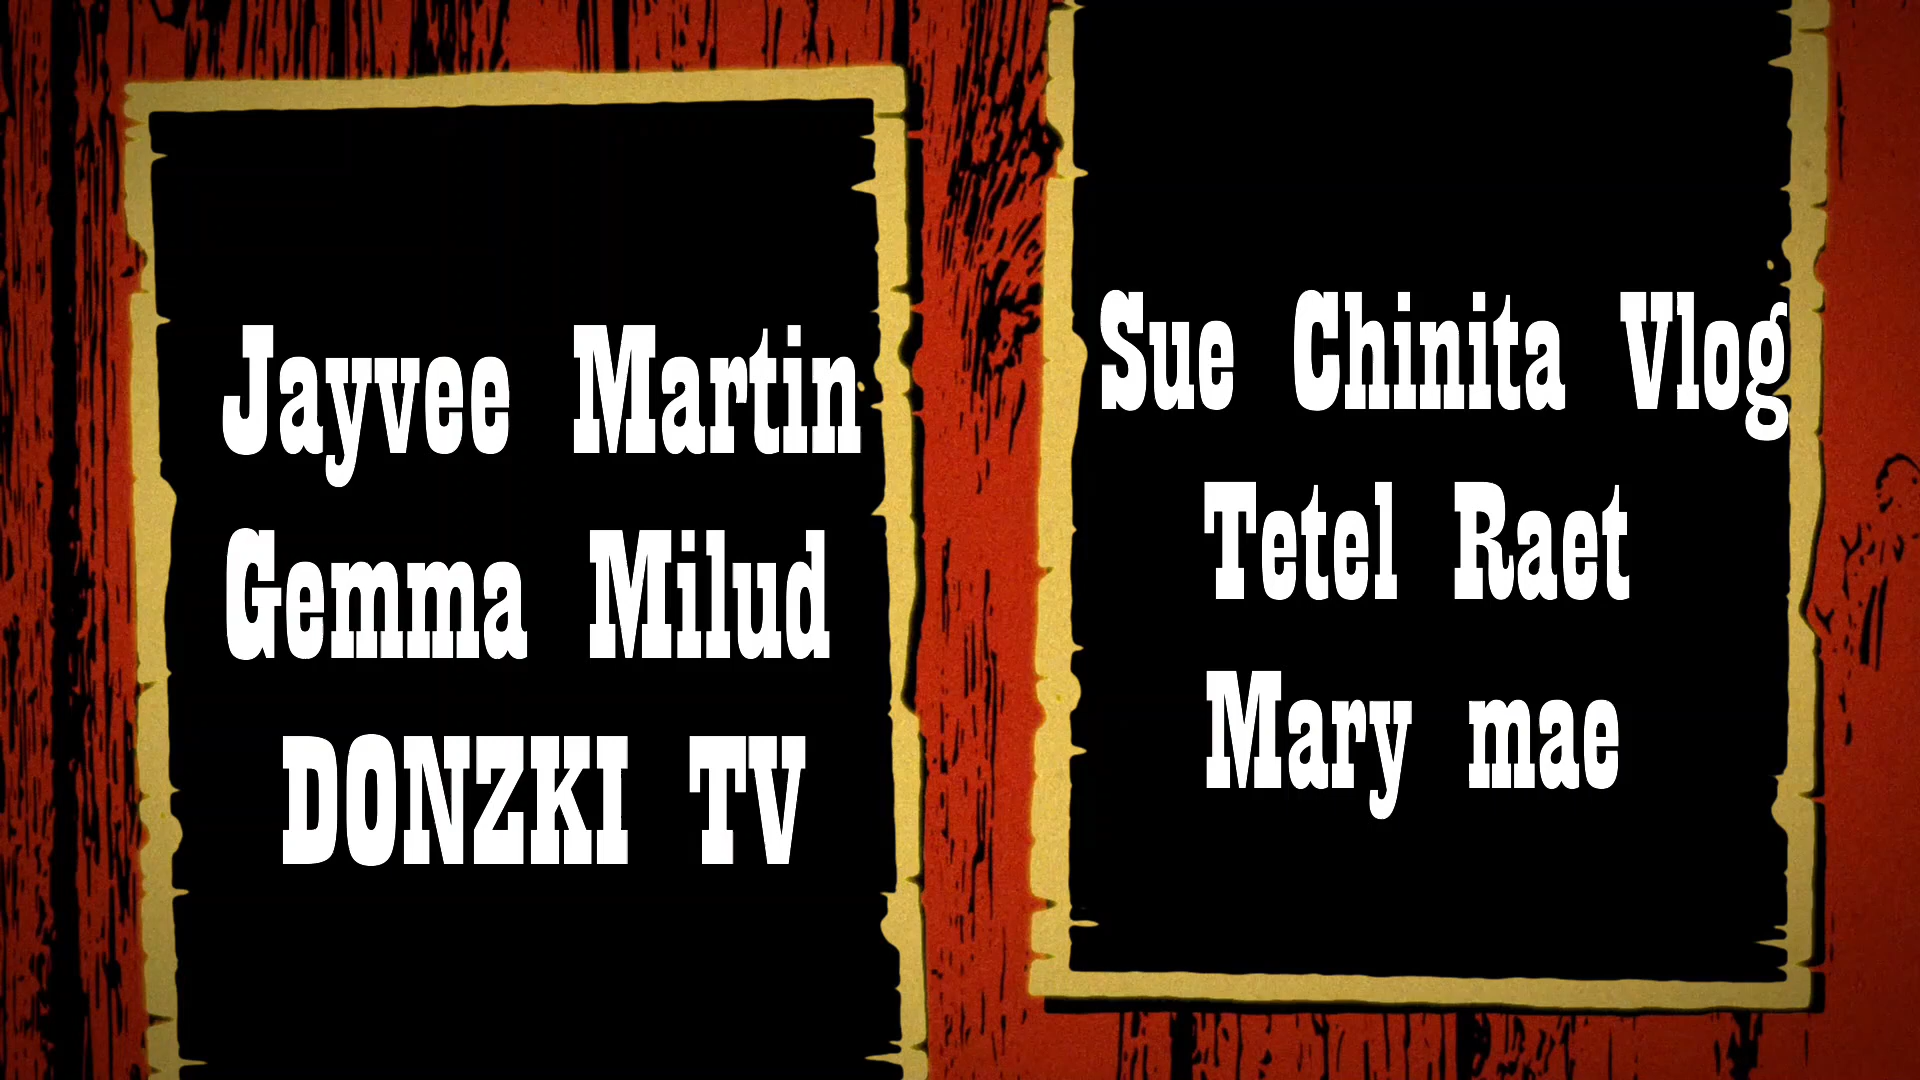 Jayvee Martin
Gemma Milud
DONZKI TV
Sue Chinita Vlog
Tetel Raet
Mary mae